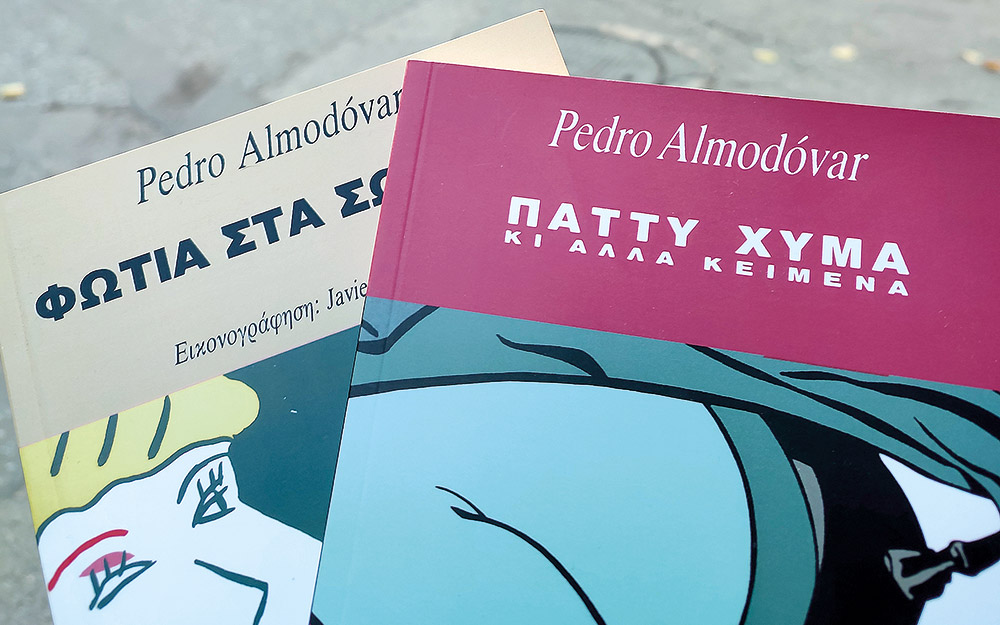 Pedro Almodóvar
ΦΩΤΙΑ ΣΤΑ
Εικονογράφηση:
Pedro Almodóvar
ΠΑΤΤΥ ΧΥΜΑ
ΚΙ ΑΛΛΑ ΚΕΙΜΕΝΑ